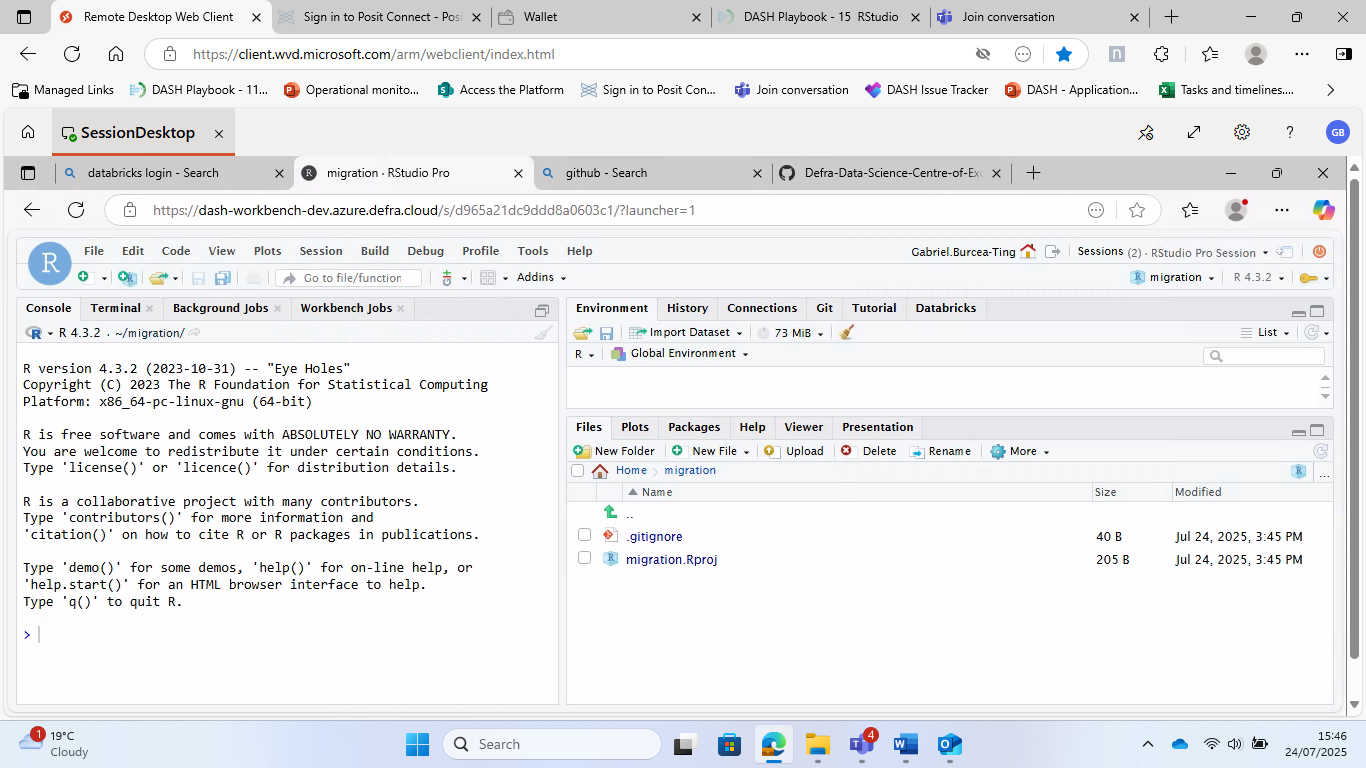 Remote Desktop Web Client
Sign in to Posit Connect - Posi
Wallet
DASH Playbook - 15 RStudio
Join conversation
https://client.wvd.microsoft.com/arm/webclient/index.html
Managed Links
DASH Playbook - 11...
Operational monito...
Access the Platform
Sign in to Posit Con...
Join conversation
DASH Issue Tracker
DASH - Application...
Tasks and timelines....
SessionDesktop
GB
databricks login - Search
migration · RStudio Pro
github - Search
Defra-Data-Science-Centre-of-Exc
https://dash-workbench-dev.azure.defra.cloud/s/d965a21dc9ddd8a0603c1/?launcher=1
R
File Edit Code View Plots Session Build Debug Profile Tools Help
Gabriel.Burcea-Ting
Sessions (2) · RStudio Pro Session
Go to file/function
Addins
migration
R 4.3.2
Console Terminal Background Jobs Workbench Jobs
R 4.3.2 · ~/migration/
R version 4.3.2 (2023-10-31) -- "Eye Holes"
Copyright (C) 2023 The R Foundation for Statistical Computing
Platform: x86_64-pc-linux-gnu (64-bit)
R is free software and comes with ABSOLUTELY NO WARRANTY.
You are welcome to redistribute it under certain conditions.
Type 'license()' or 'licence()' for distribution details.
R is a collaborative project with many contributors.
Type 'contributors()' for more information and
'citation()' on how to cite R or R packages in publications.
Type 'demo()' for some demos, 'help()' for on-line help, or
'help.start()' for an HTML browser interface to help.
Type 'q()' to quit R.
>
Environment History Connections Git Tutorial Databricks
Import Dataset
73 MiB
List
R
Global Environment
Files Plots Packages Help Viewer Presentation
New Folder New File Upload Delete Rename More
Home migration
...
Name Size Modified
..
.gitignore 40 B Jul 24, 2025, 3:45 PM
migration.Rproj 205 B Jul 24, 2025, 3:45 PM
1
19°C
Cloudy
Search
4
15:46
24/07/2025